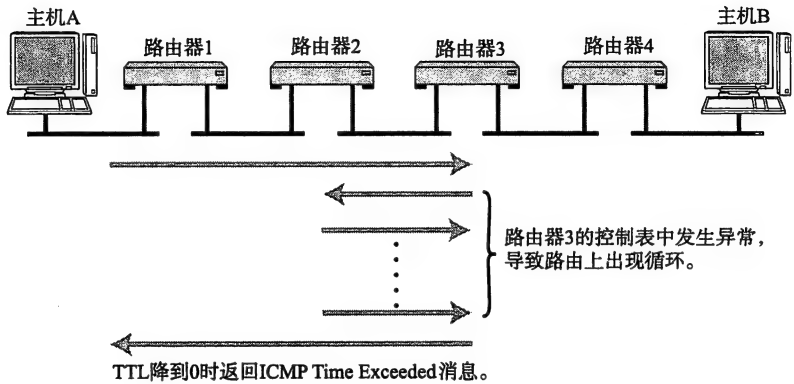 主机A
路由器1
路由器2
路由器3
路由器4
主机B
路由器3的控制表中发生异常，
导致路由上出现循环。
TTL降到0时返回ICMP Time Exceeded消息。